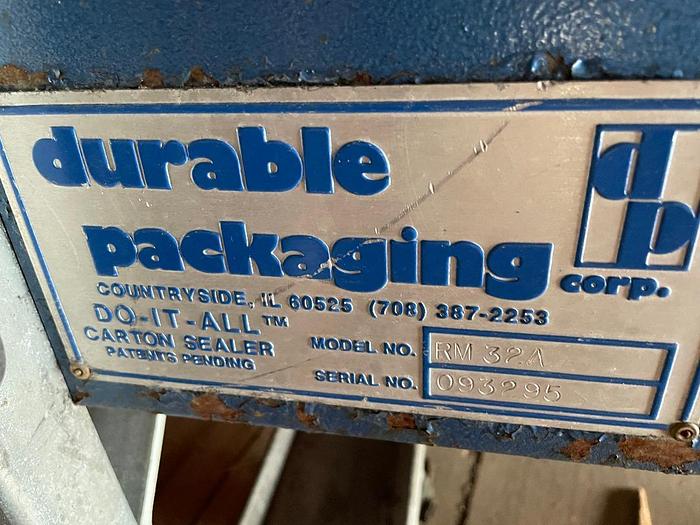 durable
packaging corp.
dp
COUNTRYSIDE, IL 60525 (708) 387-2253
DO-IT-ALL™
CARTON SEALER
PATENTS PENDING
MODEL NO. RM 32A
SERIAL NO. 093295